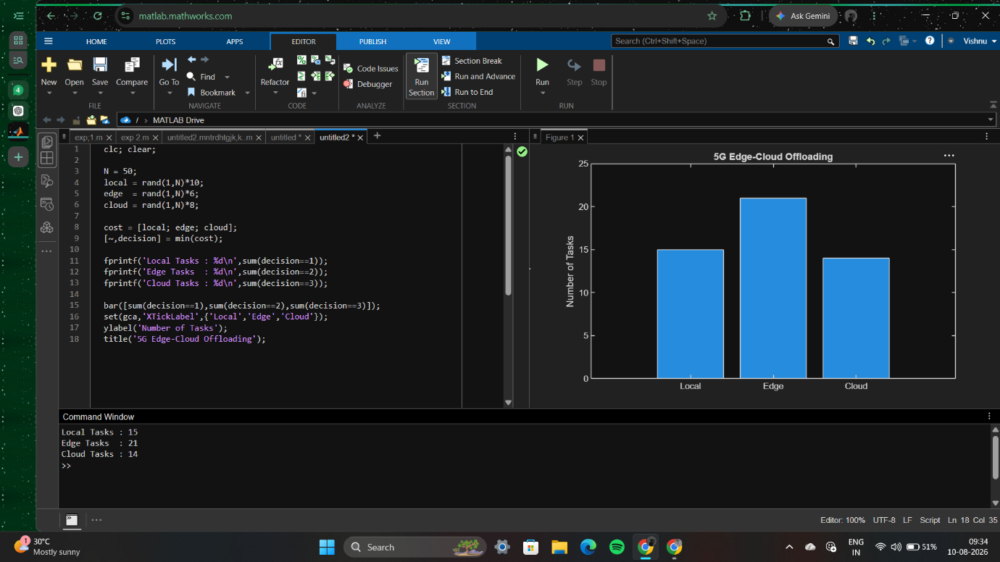 matlab.mathworks.com
Ask Gemini
HOME
PLOTS
APPS
EDITOR
PUBLISH
VIEW
Search (Ctrl+Shift+Space)
Vishnu
New
Open
Save
Compare
Go To
Find
Bookmark
Refactor
Code Issues
Debugger
Run Section
Section Break
Run and Advance
Run to End
Run
Step
Stop
FILE
NAVIGATE
CODE
ANALYZE
SECTION
RUN
/ › MATLAB Drive
4
exp;1.m
exp 2.m
untitled2.mntrdhtgjk,k..m
untitled *
untitled2 *
Figure 1
1 clc; clear;
2
3 N = 50;
4 local = rand(1,N)*10;
5 edge  = rand(1,N)*6;
6 cloud = rand(1,N)*8;
7
8 cost = [local; edge; cloud];
9 [~,decision] = min(cost);
10
11 fprintf('Local Tasks : %d\n',sum(decision==1));
12 fprintf('Edge Tasks  : %d\n',sum(decision==2));
13 fprintf('Cloud Tasks : %d\n',sum(decision==3));
14
15 bar([sum(decision==1),sum(decision==2),sum(decision==3)]);
16 set(gca,'XTickLabel',{'Local','Edge','Cloud'});
17 ylabel('Number of Tasks');
18 title('5G Edge-Cloud Offloading');
5G Edge-Cloud Offloading
25
20
15
10
5
0
Number of Tasks
Local
Edge
Cloud
Command Window
Local Tasks : 15
Edge Tasks  : 21
Cloud Tasks : 14
>>
Editor: 100%
UTF-8
LF
Script
Ln 18 Col 35
1
30°C
Mostly sunny
Search
ENG
IN
51%
09:34
10-08-2026